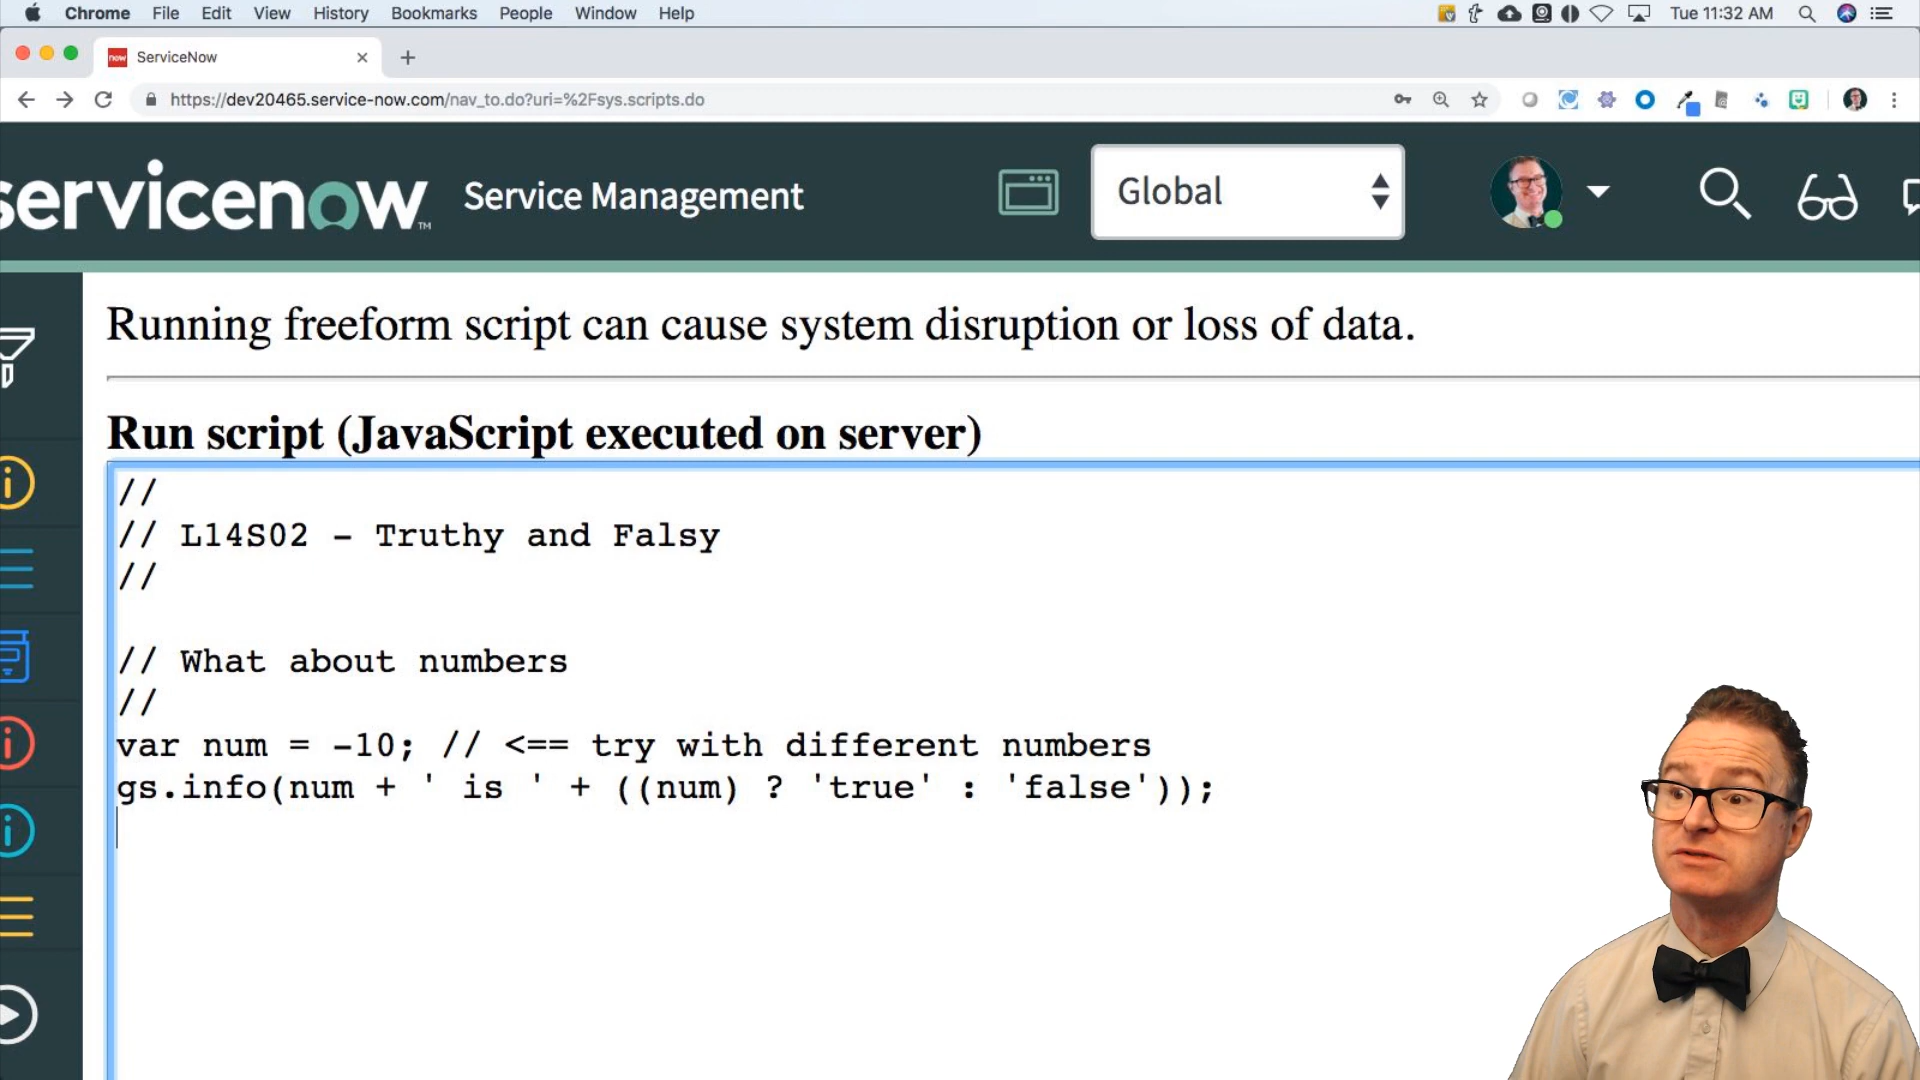 Chrome File Edit View History Bookmarks People Window Help Tue 11:32 AM
now ServiceNow
https://dev20465.service-now.com/nav_to.do?uri=%2Fsys.scripts.do
servicenow™ Service Management Global
Running freeform script can cause system disruption or loss of data.
Run script (JavaScript executed on server)
//
// L14S02 - Truthy and Falsy
//
// What about numbers
//
var num = -10; // <== try with different numbers
gs.info(num + ' is ' + ((num) ? 'true' : 'false'));